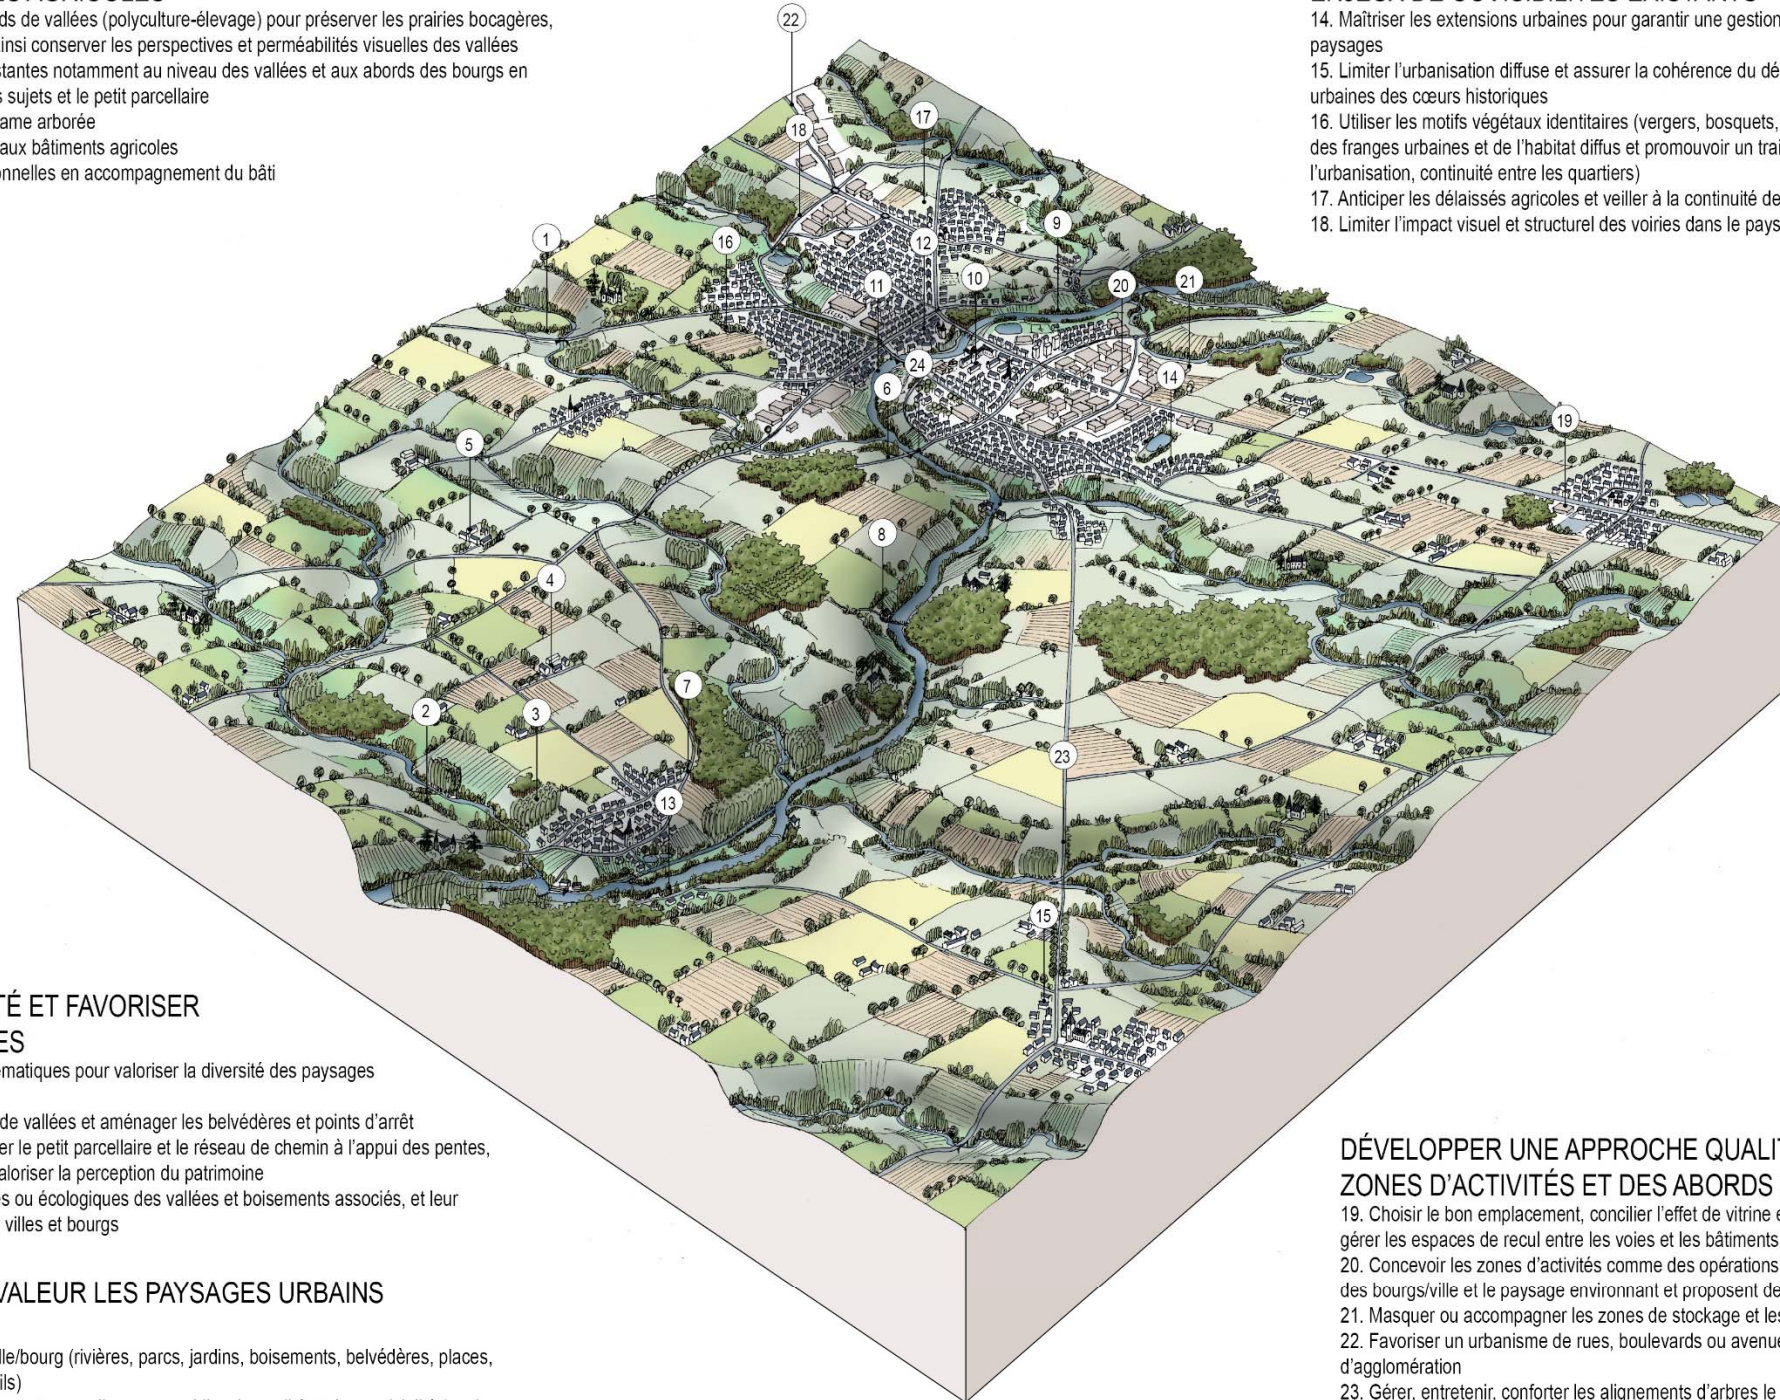 ds de vallées (polyculture-élevage) pour préserver les prairies bocagères,
insi conserver les perspectives et perméabilités visuelles des vallées
stantes notamment au niveau des vallées et aux abords des bourgs en
s sujets et le petit parcellaire
ame arborée
aux bâtiments agricoles
onnelles en accompagnement du bâti
14. Maîtriser les extensions urbaines pour garantir une gestion
paysages
15. Limiter l'urbanisation diffuse et assurer la cohérence du dé
urbaines des cœurs historiques
16. Utiliser les motifs végétaux identitaires (vergers, bosquets,
des franges urbaines et de l'habitat diffus et promouvoir un trai
l'urbanisation, continuité entre les quartiers)
17. Anticiper les délaissés agricoles et veiller à la continuité de
18. Limiter l'impact visuel et structurel des voiries dans le pays
22
18
17
1
16
12
9
11
10
20
21
24
6
14
19
5
8
4
7
2
3
23
13
15
TÉ ET FAVORISER
ES
ématiques pour valoriser la diversité des paysages
de vallées et aménager les belvédères et points d'arrêt
er le petit parcellaire et le réseau de chemin à l'appui des pentes,
aloriser la perception du patrimoine
es ou écologiques des vallées et boisements associés, et leur
villes et bourgs
VALEUR LES PAYSAGES URBAINS
lle/bourg (rivières, parcs, jardins, boisements, belvédères, places,
ils)
DÉVELOPPER UNE APPROCHE QUALIT
ZONES D'ACTIVITÉS ET DES ABORDS
19. Choisir le bon emplacement, concilier l'effet de vitrine e
gérer les espaces de recul entre les voies et les bâtiments
20. Concevoir les zones d'activités comme des opérations
des bourgs/ville et le paysage environnant et proposent de
21. Masquer ou accompagner les zones de stockage et les
22. Favoriser un urbanisme de rues, boulevards ou avenue
d'agglomération
23. Gérer, entretenir, conforter les alignements d'arbres le